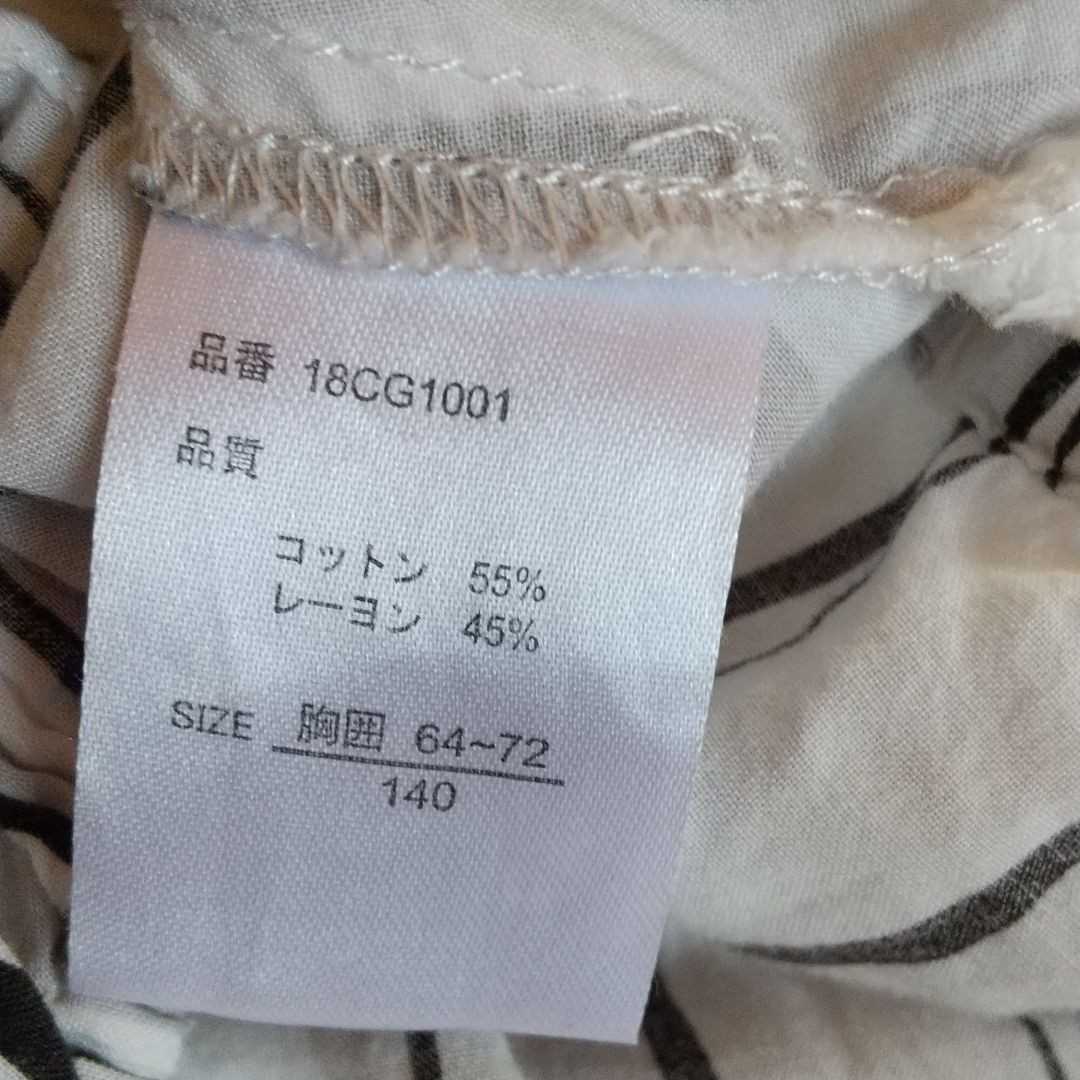 品番 18CG1001
品質
コットン 55%
レーヨン 45%
SIZE 胸囲 64~72
140